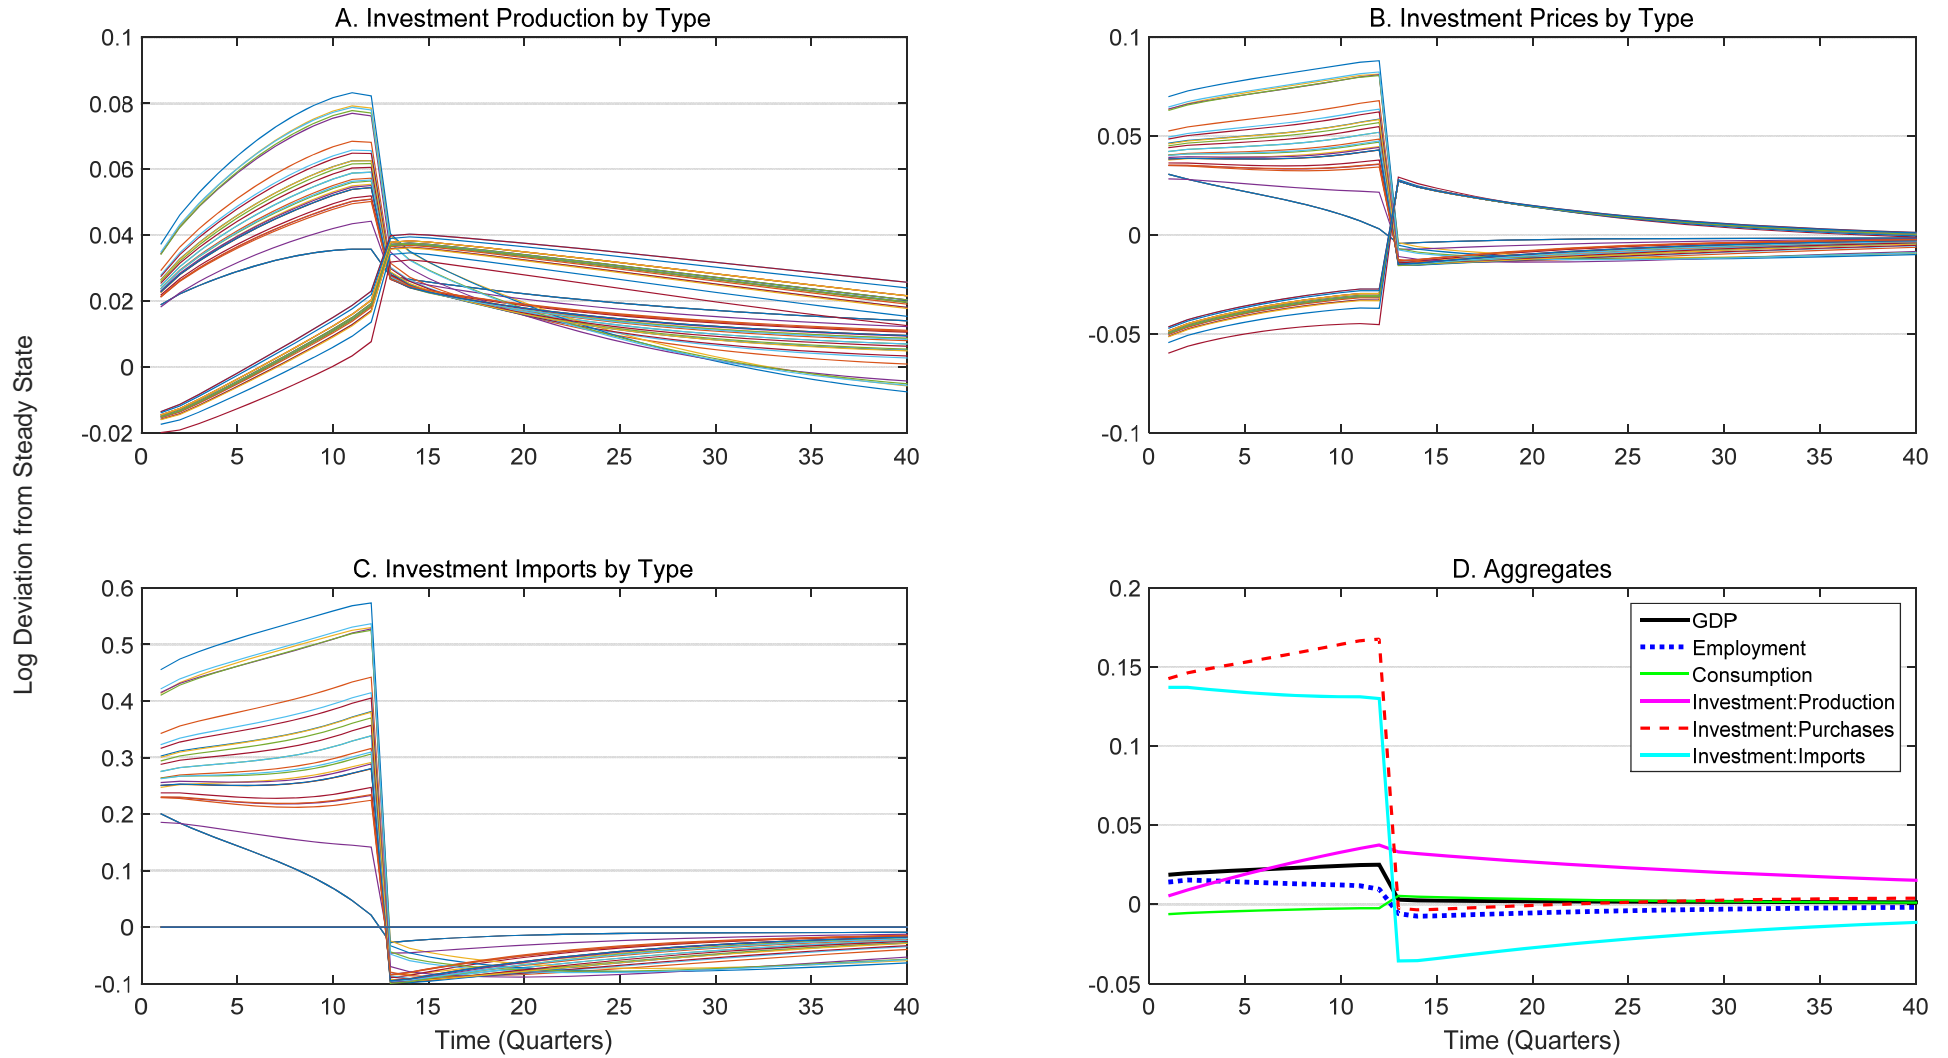 A. Investment Production by Type
0.1
0.08
0.06
0.04
0.02
0
-0.02
0 5 10 15 20 25 30 35 40
B. Investment Prices by Type
0.1
0.05
0
-0.05
-0.1
0 5 10 15 20 25 30 35 40
Log Deviation from Steady State
C. Investment Imports by Type
0.6
0.5
0.4
0.3
0.2
0.1
0
-0.1
0 5 10 15 20 25 30 35 40
Time (Quarters)
D. Aggregates
0.2
0.15
0.1
0.05
0
-0.05
GDP
Employment
Consumption
Investment:Production
Investment:Purchases
Investment:Imports
0 5 10 15 20 25 30 35 40
Time (Quarters)